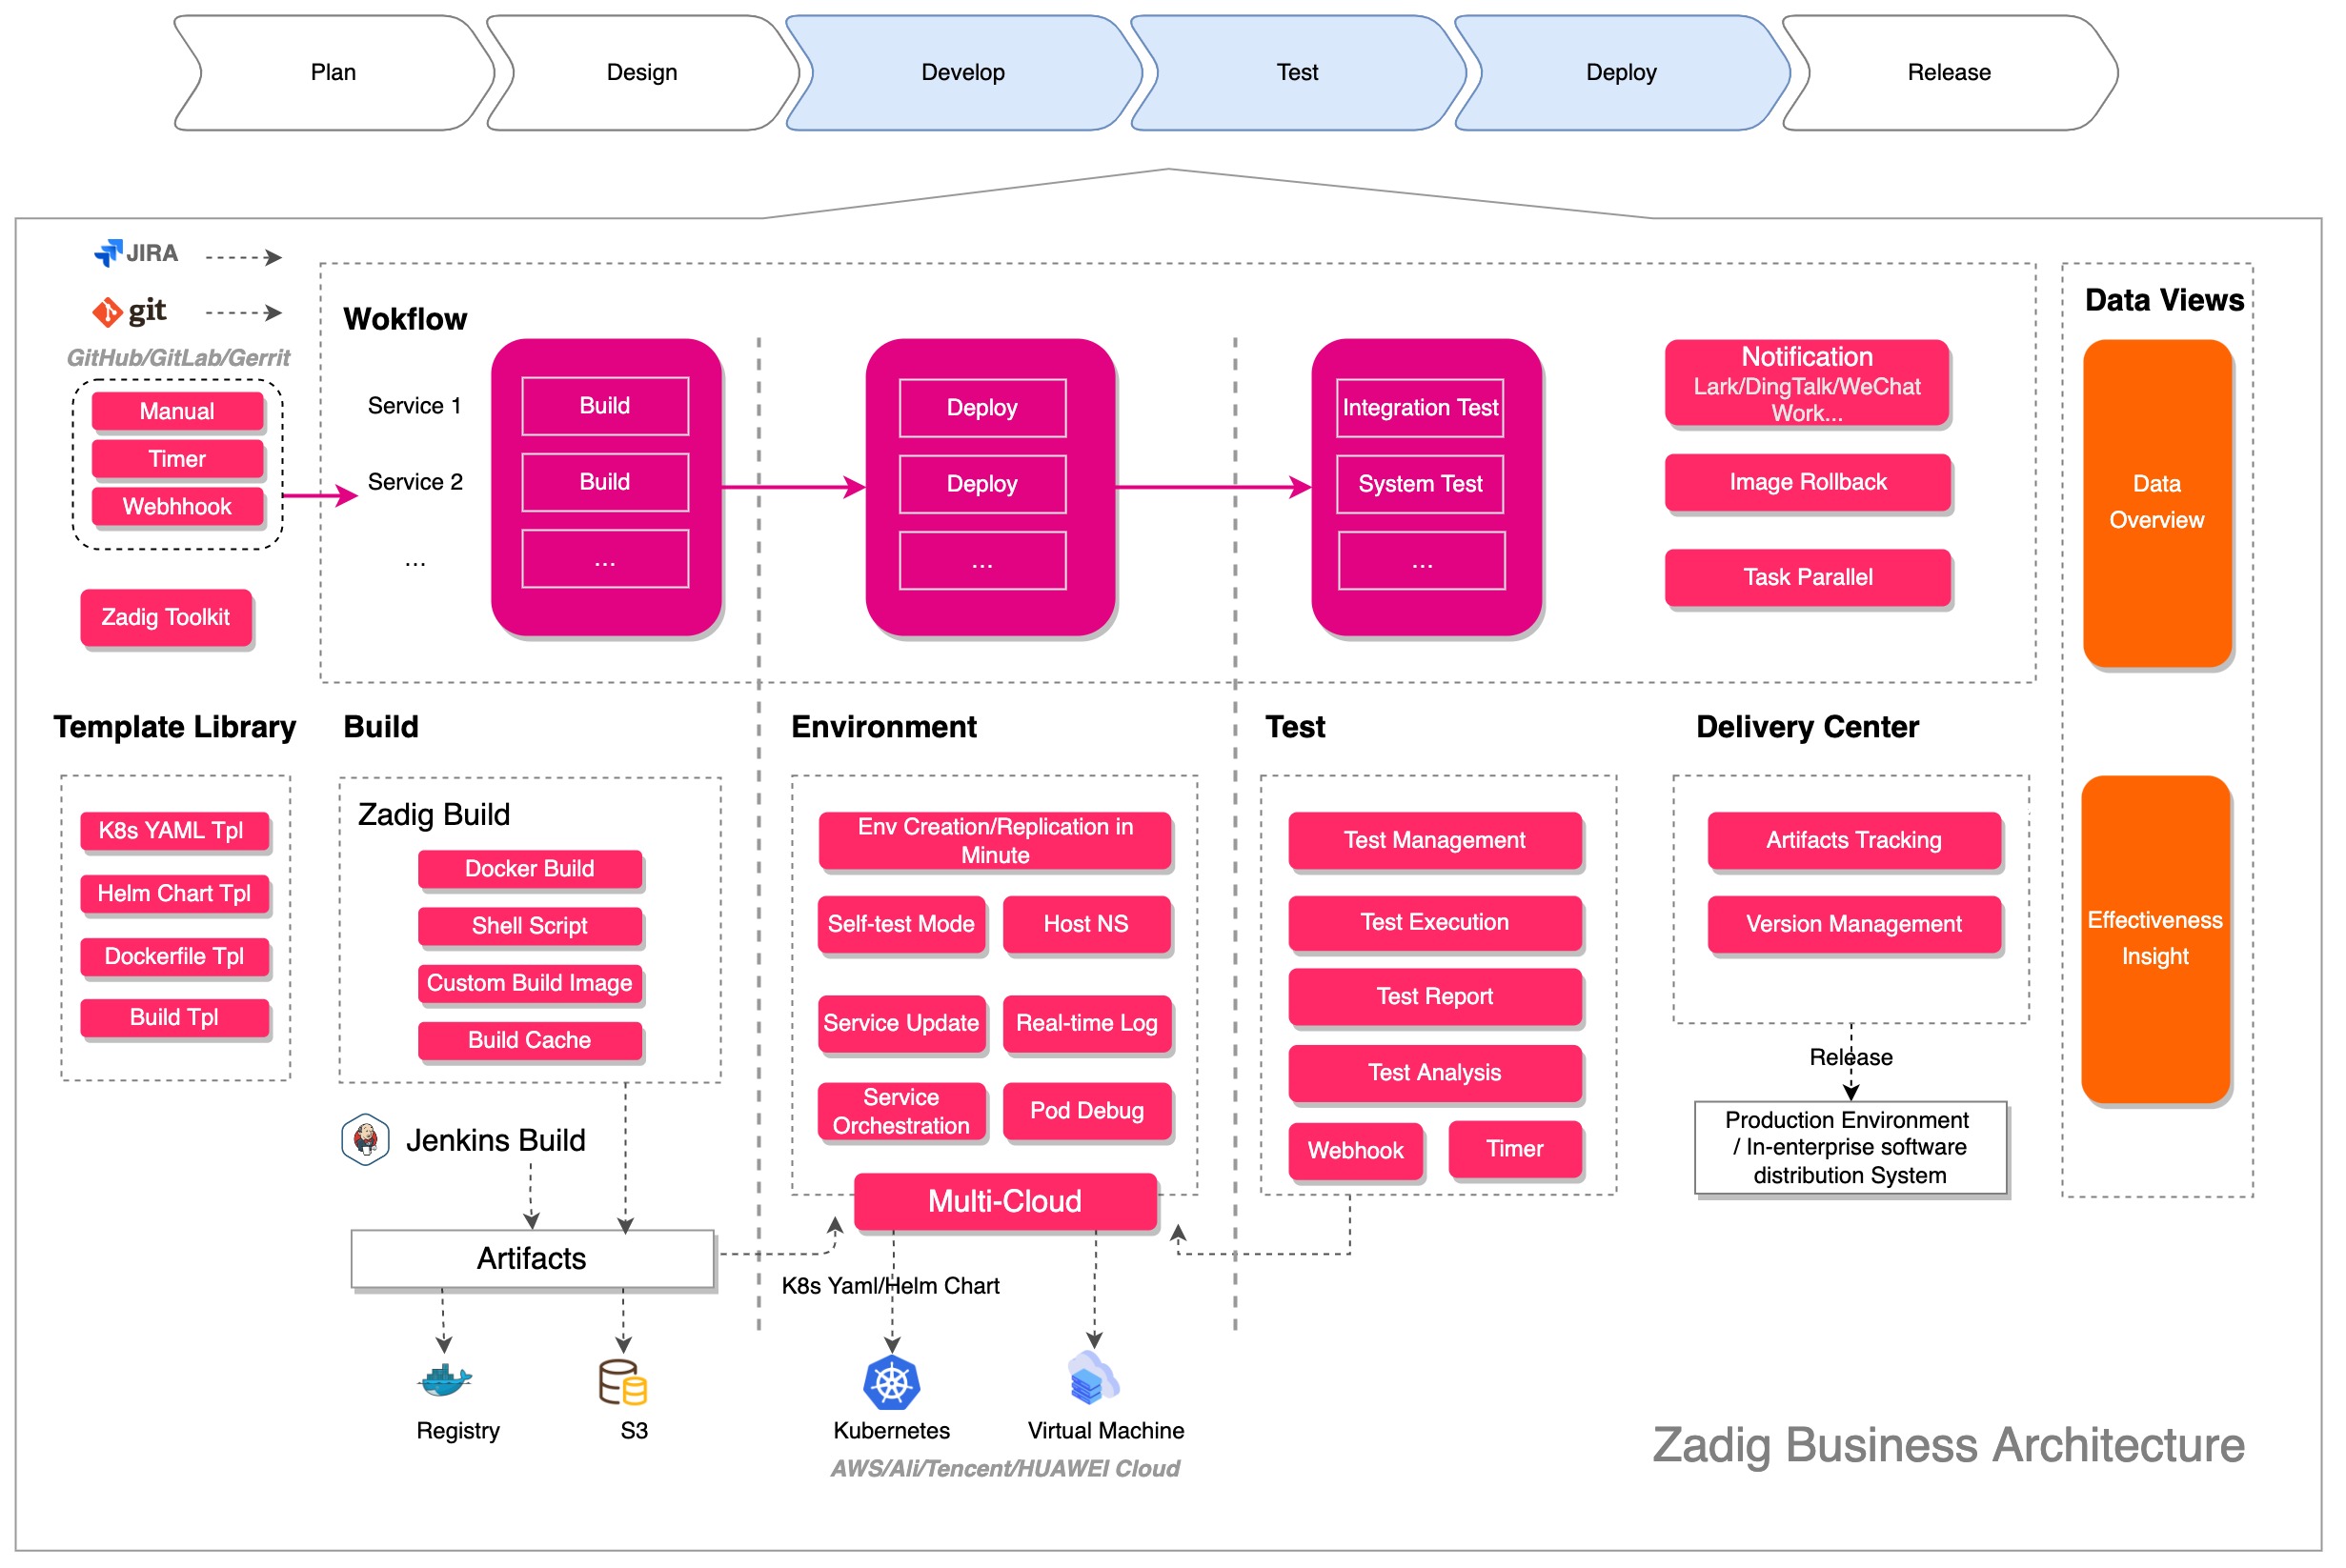 Plan
Design
Develop
Test
Deploy
Release
JIRA
git
GitHub/GitLab/Gerrit
Manual
Timer
Webhhook
Zadig Toolkit
Wokflow
Service 1
Service 2
...
Build
Build
...
Deploy
Deploy
...
Integration Test
System Test
...
Notification
Lark/DingTalk/WeChat
Work...
Image Rollback
Task Parallel
Data Views
Data
Overview
Effectiveness
Insight
Template Library
K8s YAML Tpl
Helm Chart Tpl
Dockerfile Tpl
Build Tpl
Build
Zadig Build
Docker Build
Shell Script
Custom Build Image
Build Cache
Jenkins Build
Artifacts
Registry
S3
Environment
Env Creation/Replication in
Minute
Self-test Mode
Host NS
Service Update
Real-time Log
Service
Orchestration
Pod Debug
Multi-Cloud
K8s Yaml/Helm Chart
Kubernetes
Virtual Machine
AWS/Ali/Tencent/HUAWEI Cloud
Test
Test Management
Test Execution
Test Report
Test Analysis
Webhook
Timer
Delivery Center
Artifacts Tracking
Version Management
Release
Production Environment
/ In-enterprise software
distribution System
Zadig Business Architecture